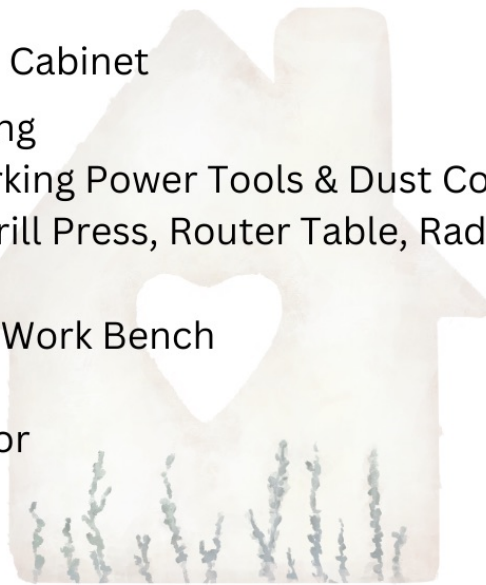 Cabinet
ng
rking Power Tools & Dust Co
rill Press, Router Table, Rad
Work Bench
or